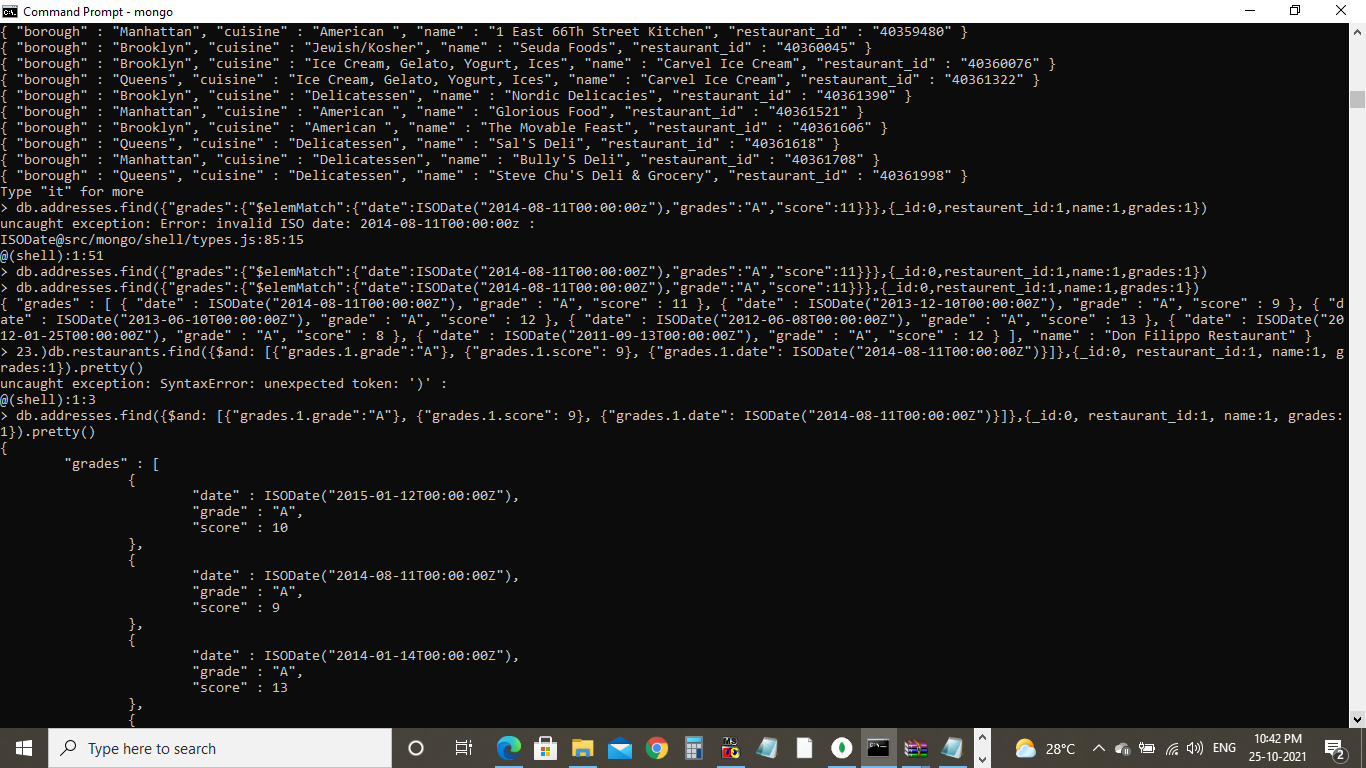 Command Prompt - mongo
{ "borough" : "Manhattan", "cuisine" : "American ", "name" : "1 East 66Th Street Kitchen", "restaurant_id" : "40359480" }
{ "borough" : "Brooklyn", "cuisine" : "Jewish/Kosher", "name" : "Seuda Foods", "restaurant_id" : "40360045" }
{ "borough" : "Brooklyn", "cuisine" : "Ice Cream, Gelato, Yogurt, Ices", "name" : "Carvel Ice Cream", "restaurant_id" : "40360076" }
{ "borough" : "Queens", "cuisine" : "Ice Cream, Gelato, Yogurt, Ices", "name" : "Carvel Ice Cream", "restaurant_id" : "40361322" }
{ "borough" : "Brooklyn", "cuisine" : "Delicatessen", "name" : "Nordic Delicacies", "restaurant_id" : "40361390" }
{ "borough" : "Manhattan", "cuisine" : "American ", "name" : "Glorious Food", "restaurant_id" : "40361521" }
{ "borough" : "Brooklyn", "cuisine" : "American ", "name" : "The Movable Feast", "restaurant_id" : "40361606" }
{ "borough" : "Queens", "cuisine" : "Delicatessen", "name" : "Sal'S Deli", "restaurant_id" : "40361618" }
{ "borough" : "Manhattan", "cuisine" : "Delicatessen", "name" : "Bully'S Deli", "restaurant_id" : "40361708" }
{ "borough" : "Queens", "cuisine" : "Delicatessen", "name" : "Steve Chu'S Deli & Grocery", "restaurant_id" : "40361998" }
Type "it" for more
> db.addresses.find({"grades":{"$elemMatch":{"date":ISODate("2014-08-11T00:00:00z"),"grades":"A","score":11}}},{_id:0,restaurent_id:1,name:1,grades:1})
uncaught exception: Error: invalid ISO date: 2014-08-11T00:00:00z :
ISODate@src/mongo/shell/types.js:85:15
@(shell):1:51
> db.addresses.find({"grades":{"$elemMatch":{"date":ISODate("2014-08-11T00:00:00Z"),"grades":"A","score":11}}},{_id:0,restaurent_id:1,name:1,grades:1})
> db.addresses.find({"grades":{"$elemMatch":{"date":ISODate("2014-08-11T00:00:00Z"),"grade":"A","score":11}}},{_id:0,restaurent_id:1,name:1,grades:1})
{ "grades" : [ { "date" : ISODate("2014-08-11T00:00:00Z"), "grade" : "A", "score" : 11 }, { "date" : ISODate("2013-12-10T00:00:00Z"), "grade" : "A", "score" : 9 }, { "d
ate" : ISODate("2013-06-10T00:00:00Z"), "grade" : "A", "score" : 12 }, { "date" : ISODate("2012-06-08T00:00:00Z"), "grade" : "A", "score" : 13 }, { "date" : ISODate("20
12-01-25T00:00:00Z"), "grade" : "A", "score" : 8 }, { "date" : ISODate("2011-09-13T00:00:00Z"), "grade" : "A", "score" : 12 } ], "name" : "Don Filippo Restaurant" }
> 23.)db.restaurants.find({$and: [{"grades.1.grade":"A"}, {"grades.1.score": 9}, {"grades.1.date": ISODate("2014-08-11T00:00:00Z")}]},{_id:0, restaurant_id:1, name:1, g
rades:1}).pretty()
uncaught exception: SyntaxError: unexpected token: ')' :
@(shell):1:3
> db.addresses.find({$and: [{"grades.1.grade":"A"}, {"grades.1.score": 9}, {"grades.1.date": ISODate("2014-08-11T00:00:00Z")}]},{_id:0, restaurant_id:1, name:1, grades:
1}).pretty()
{
"grades" : [
{
"date" : ISODate("2015-01-12T00:00:00Z"),
"grade" : "A",
"score" : 10
},
{
"date" : ISODate("2014-08-11T00:00:00Z"),
"grade" : "A",
"score" : 9
},
{
"date" : ISODate("2014-01-14T00:00:00Z"),
"grade" : "A",
"score" : 13
},
{
Type here to search
28°C
ENG
10:42 PM
25-10-2021
2